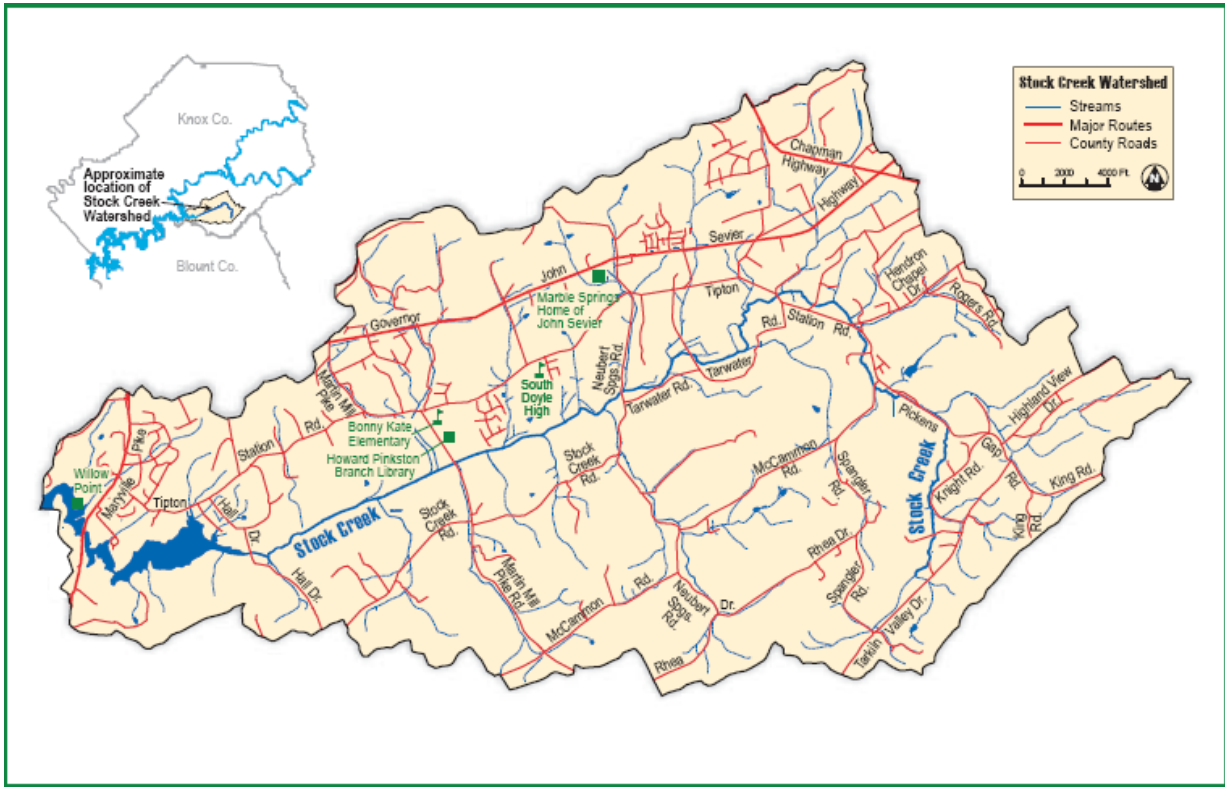 Knox Co.
Approximate
location of
Stock Creek
Watershed
Blount Co.
Stock Creek Watershed
Streams
Major Routes
County Roads
0 2000 4000 Ft.
N
Chapman
Highway
Highway
Sevier
John
Governor
Marble Springs
Home of
John Sevier
Tipton
Station Rd.
Hendron
Chapel
Dr.
Rogers Rd.
Neubert
Spgs. Rd.
Rd.
Tarwater
Tarwater Rd.
South
Doyle
High
Martin Mill
Pike
Bonny Kate
Elementary
Howard Pinkston
Branch Library
Station
Rd.
Pike
Maryville
Willow
Point
Tipton
Hall
Dr.
Hall Dr.
Stock Creek
Stock
Creek
Rd.
Stock
Creek
Rd.
Martin Mill
Pike Rd.
McCammon
Rd.
Neubert
Spgs.
Rd.
Rhea
Dr.
Rhea Dr.
McCammon
Rd.
Spangler
Rd.
Spangler
Rd.
Tarkiln
Valley Dr.
Stock Creek
Pickens
Gap
Rd.
Highland View
Dr.
Knight Rd.
King Rd.
King
Rd.